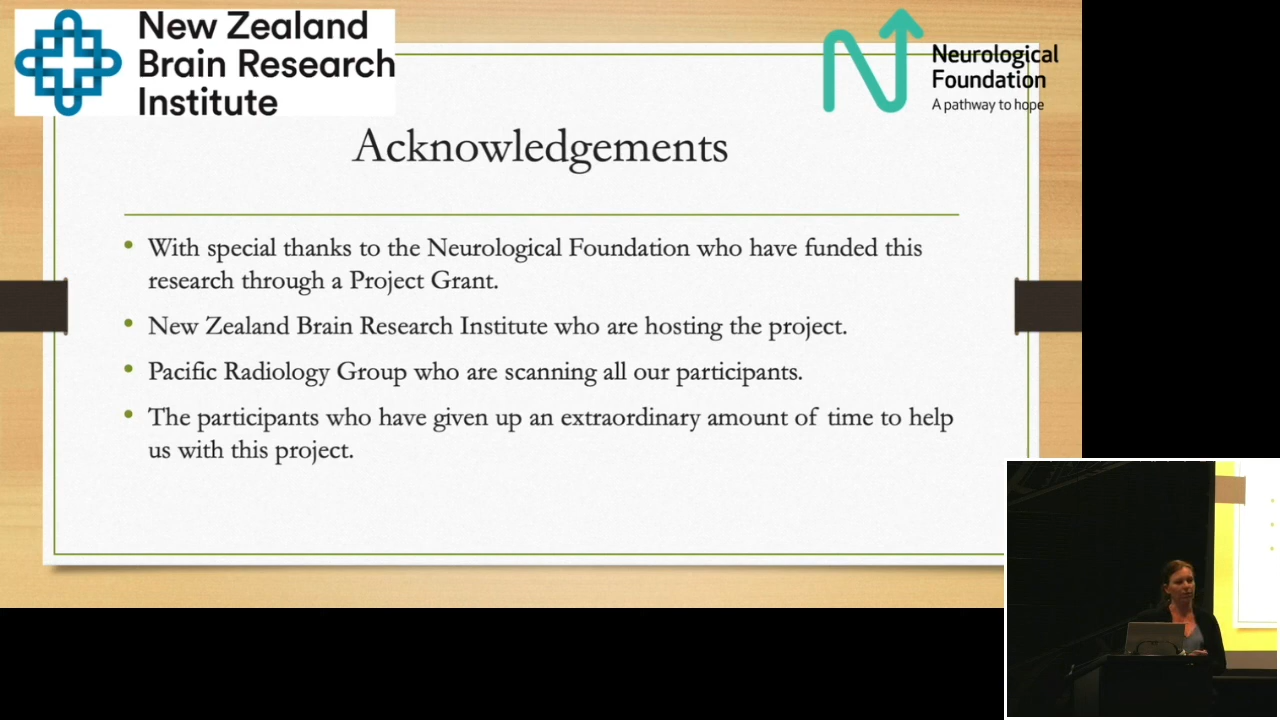 New Zealand
Brain Research
Institute
Neurological
Foundation
A pathway to hope
Acknowledgements
• With special thanks to the Neurological Foundation who have funded this
research through a Project Grant.
• New Zealand Brain Research Institute who are hosting the project.
• Pacific Radiology Group who are scanning all our participants.
• The participants who have given up an extraordinary amount of time to help
us with this project.